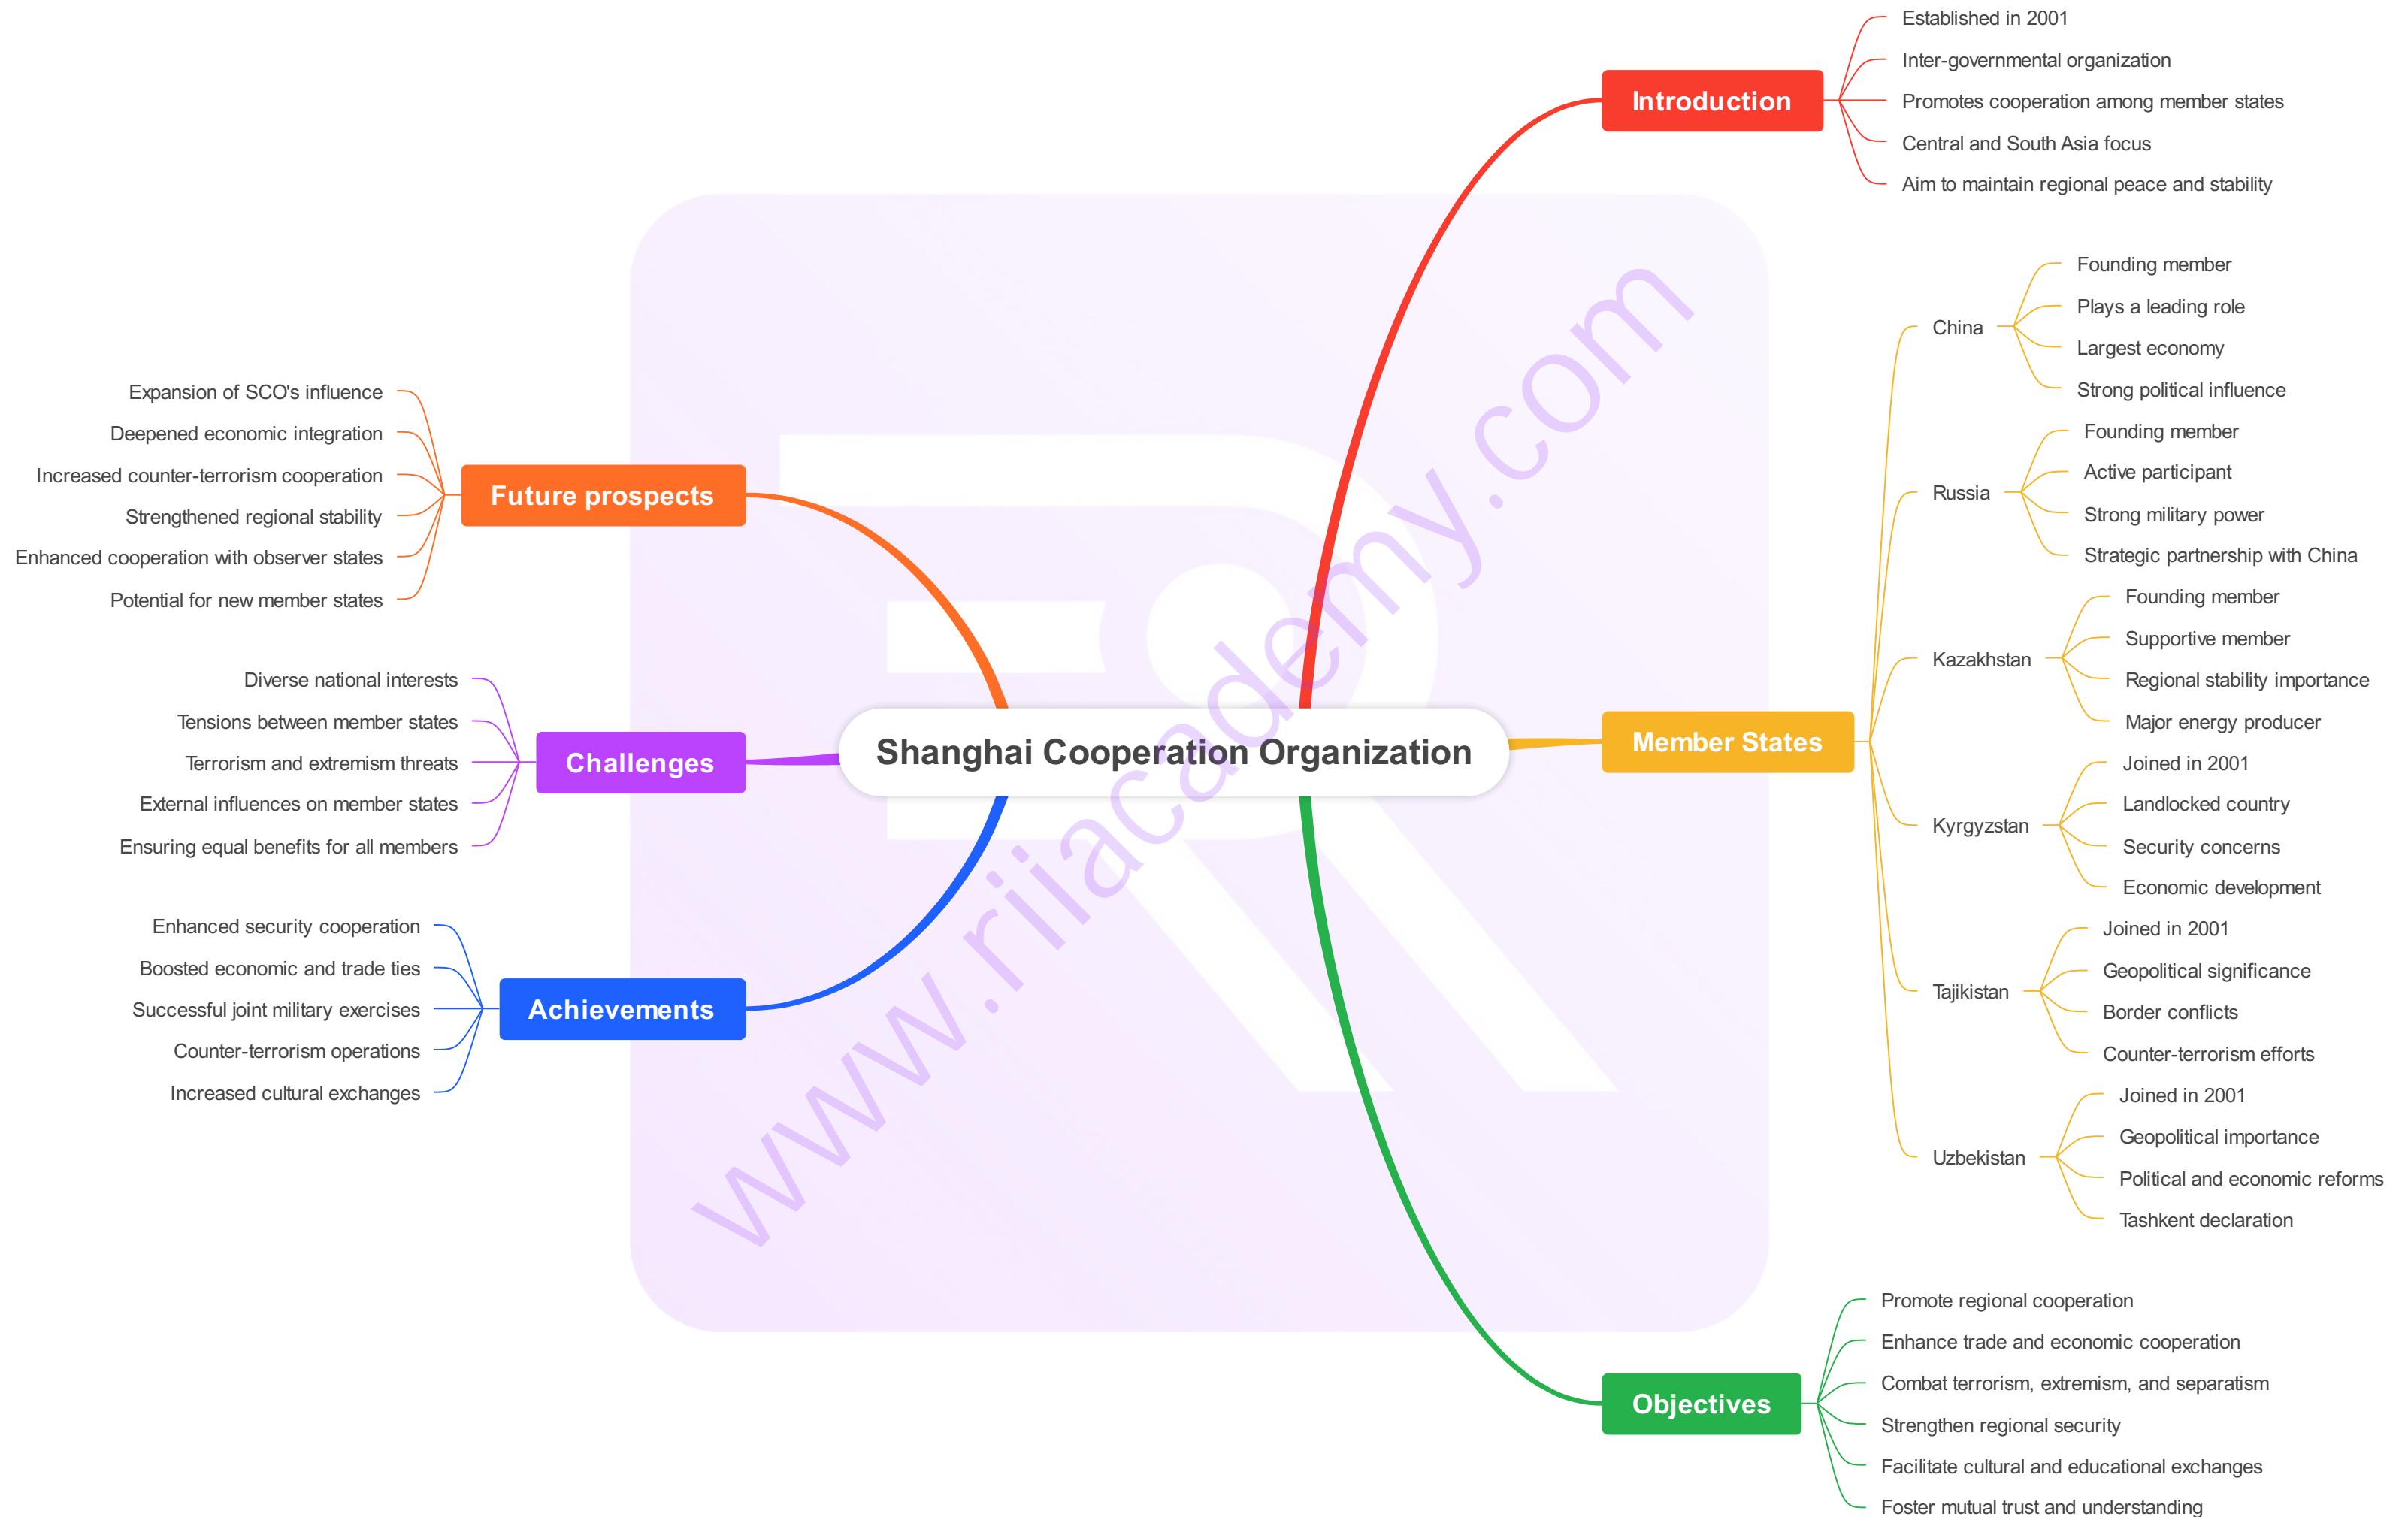 Shanghai Cooperation Organization
Introduction
Established in 2001
Inter-governmental organization
Promotes cooperation among member states
Central and South Asia focus
Aim to maintain regional peace and stability
Member States
China
Founding member
Plays a leading role
Largest economy
Strong political influence
Russia
Founding member
Active participant
Strong military power
Strategic partnership with China
Kazakhstan
Founding member
Supportive member
Regional stability importance
Major energy producer
Kyrgyzstan
Joined in 2001
Landlocked country
Security concerns
Economic development
Tajikistan
Joined in 2001
Geopolitical significance
Border conflicts
Counter-terrorism efforts
Uzbekistan
Joined in 2001
Geopolitical importance
Political and economic reforms
Tashkent declaration
Objectives
Promote regional cooperation
Enhance trade and economic cooperation
Combat terrorism, extremism, and separatism
Strengthen regional security
Facilitate cultural and educational exchanges
Foster mutual trust and understanding
Future prospects
Expansion of SCO's influence
Deepened economic integration
Increased counter-terrorism cooperation
Strengthened regional stability
Enhanced cooperation with observer states
Potential for new member states
Challenges
Diverse national interests
Tensions between member states
Terrorism and extremism threats
External influences on member states
Ensuring equal benefits for all members
Achievements
Enhanced security cooperation
Boosted economic and trade ties
Successful joint military exercises
Counter-terrorism operations
Increased cultural exchanges